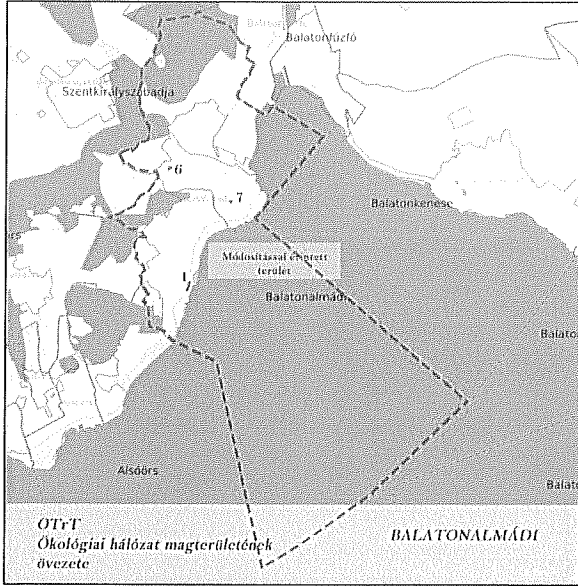 Balatonfűzfő
Szentkirályszabadja
6
7
Balatonkenese
Módosítással érintett
terület
1
Balatonalmádi
Alsóörs
OTrT
Ökológiai hálózat magterületének
övezete
BALATONALMÁDI